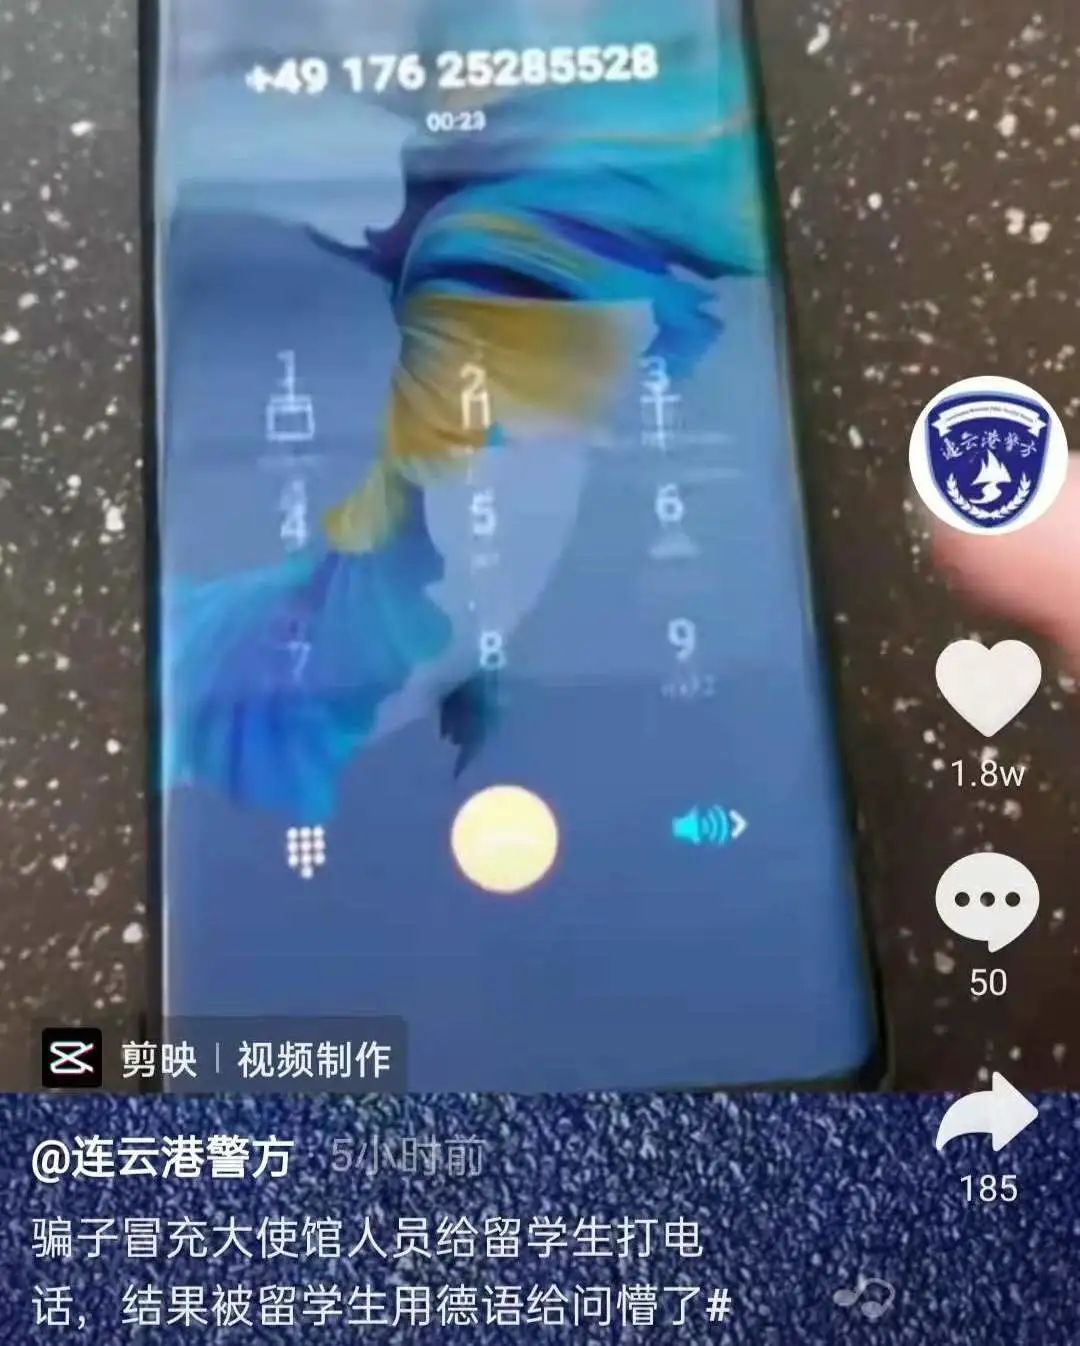 +49 176 25285528
00:23
1
2
3
4
5
6
7
8
9
连云港警方
1.8w
50
剪映 | 视频制作
185
@连云港警方 · 5小时前
骗子冒充大使馆人员给留学生打电
话，结果被留学生用德语给问懵了#